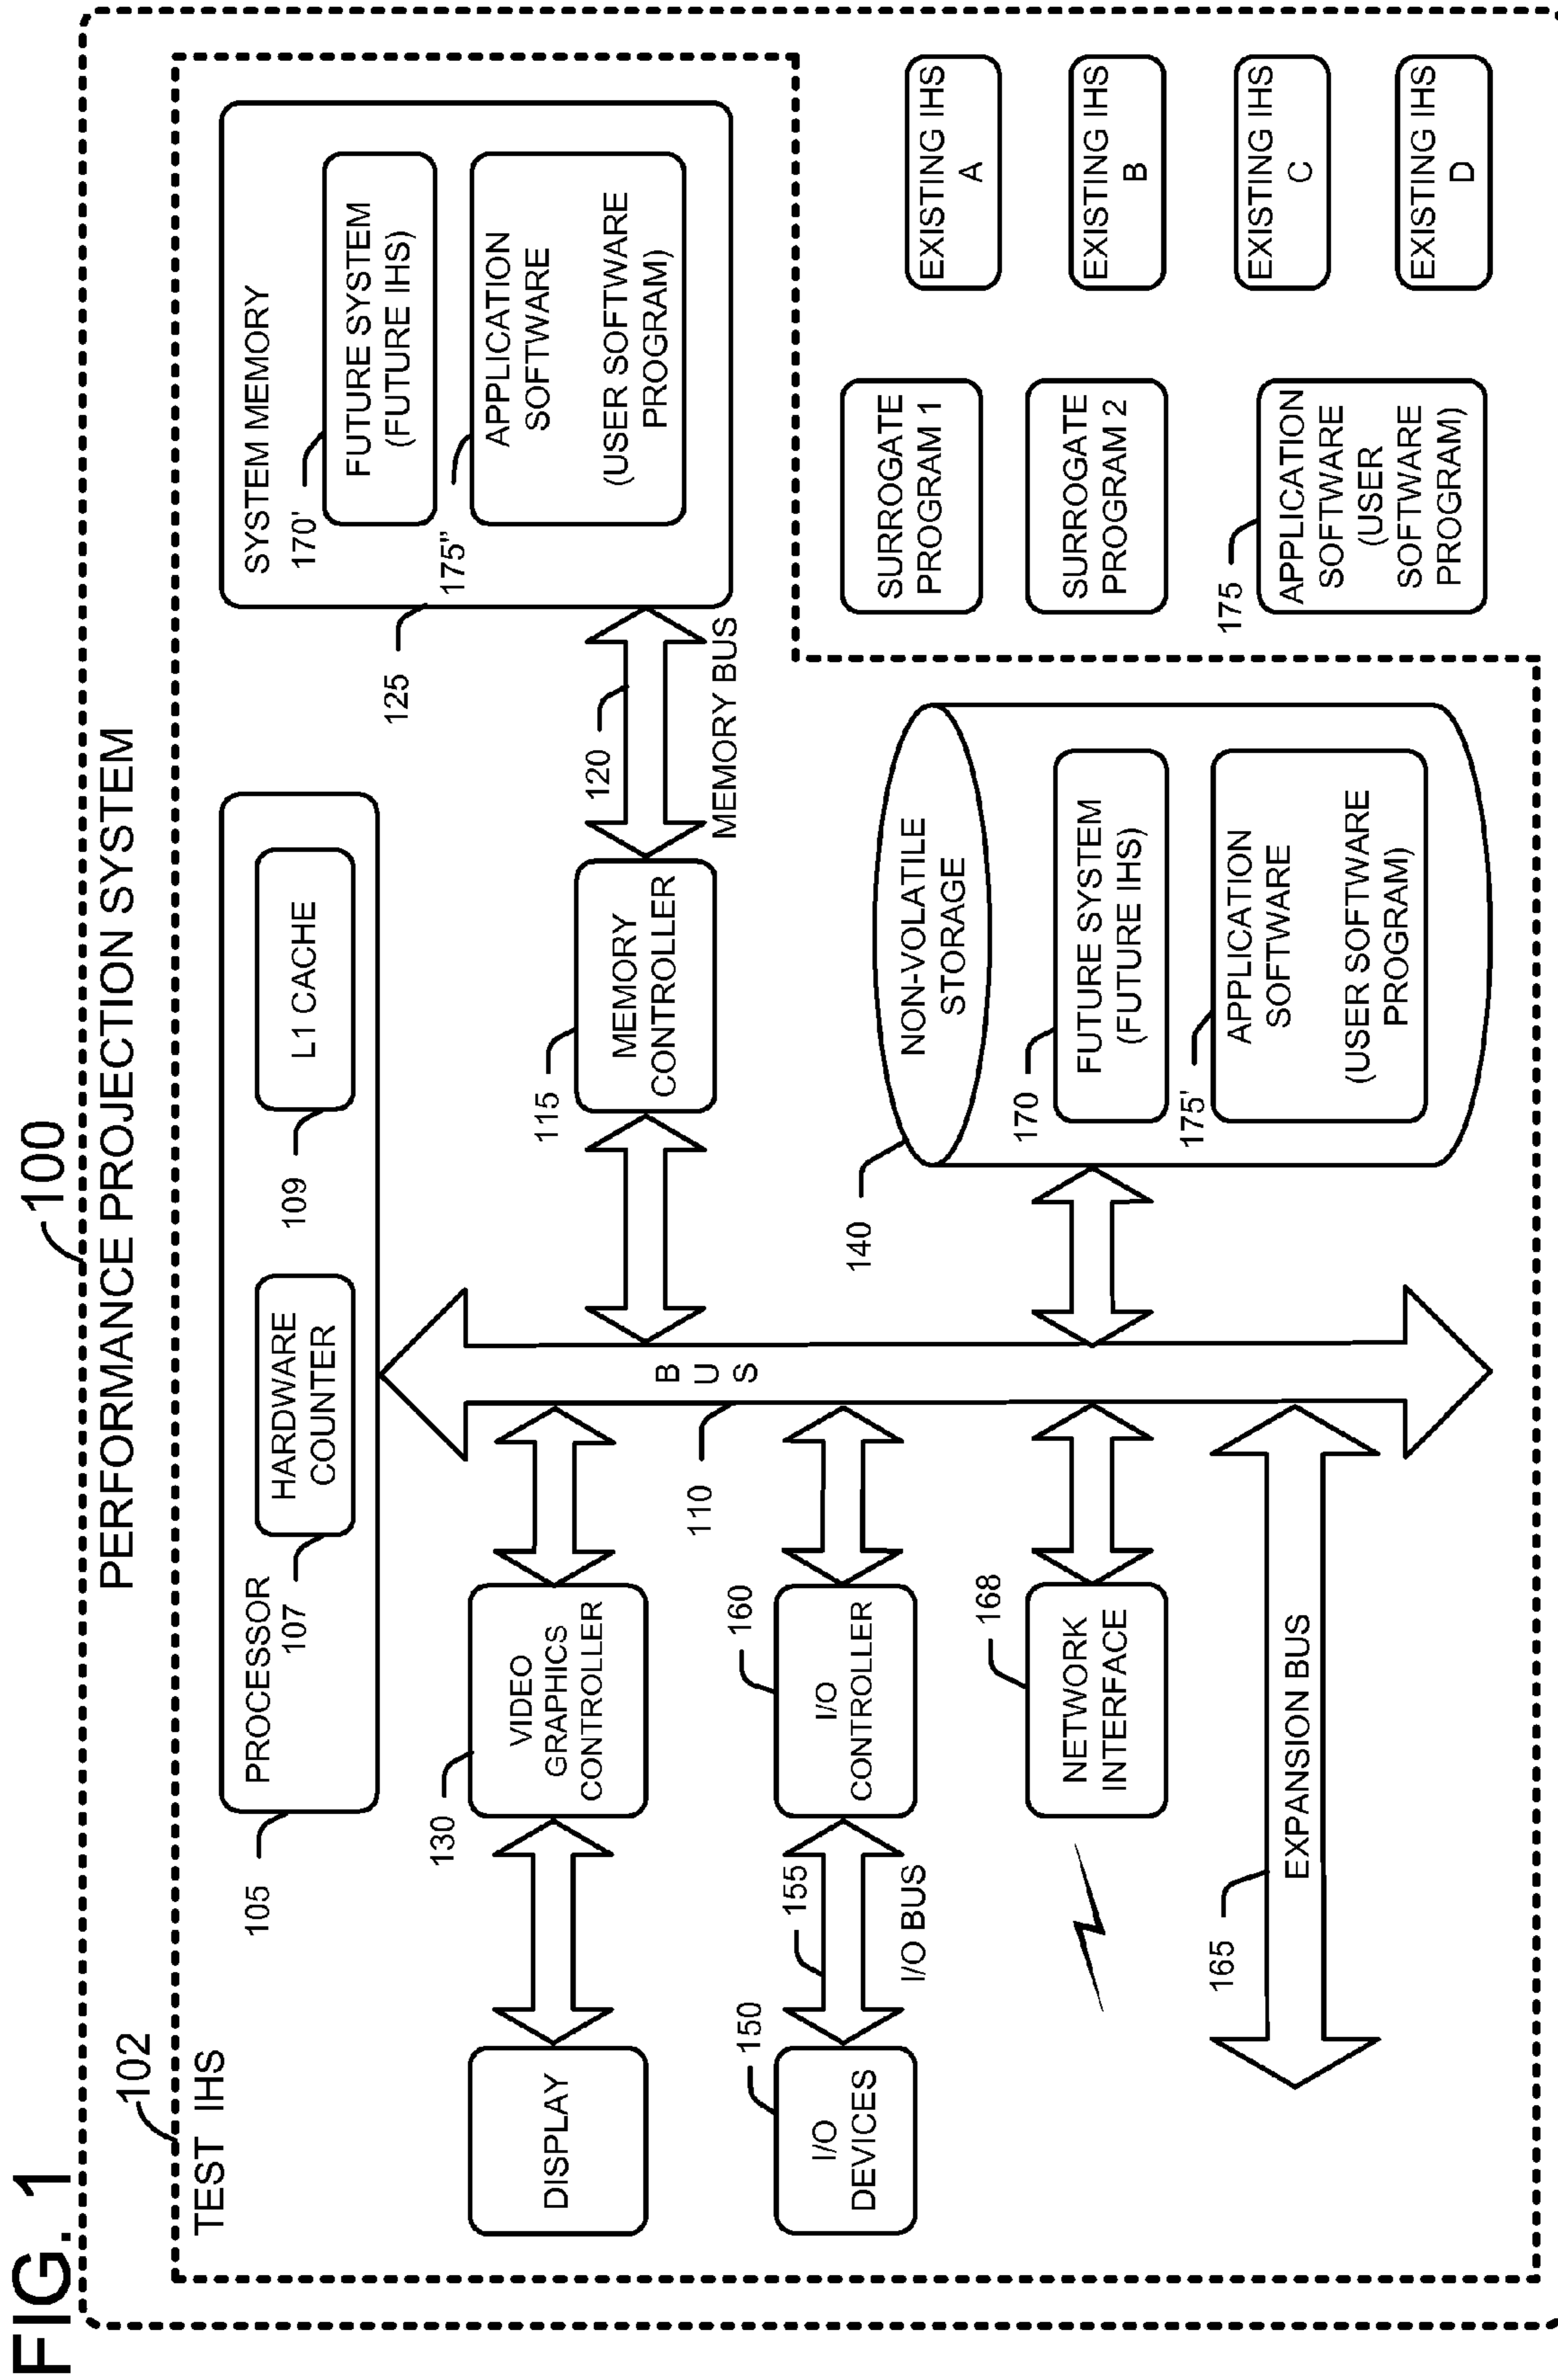 FIG. 1
100
PERFORMANCE PROJECTION SYSTEM
102
TEST IHS
105
PROCESSOR
107
HARDWARE
COUNTER
109
L1 CACHE
125
SYSTEM MEMORY
170'
FUTURE SYSTEM
(FUTURE IHS)
175"
APPLICATION
SOFTWARE
(USER SOFTWARE
PROGRAM)
DISPLAY
130
VIDEO
GRAPHICS
CONTROLLER
110
B
U
S
115
MEMORY
CONTROLLER
120
MEMORY BUS
150
I/O
DEVICES
155
I/O BUS
160
I/O
CONTROLLER
168
NETWORK
INTERFACE
165
EXPANSION BUS
140
NON-VOLATILE
STORAGE
170
FUTURE SYSTEM
(FUTURE IHS)
175'
APPLICATION
SOFTWARE
(USER SOFTWARE
PROGRAM)
SURROGATE
PROGRAM 1
SURROGATE
PROGRAM 2
175
APPLICATION
SOFTWARE
(USER
SOFTWARE
PROGRAM)
EXISTING IHS
A
EXISTING IHS
B
EXISTING IHS
C
EXISTING IHS
D